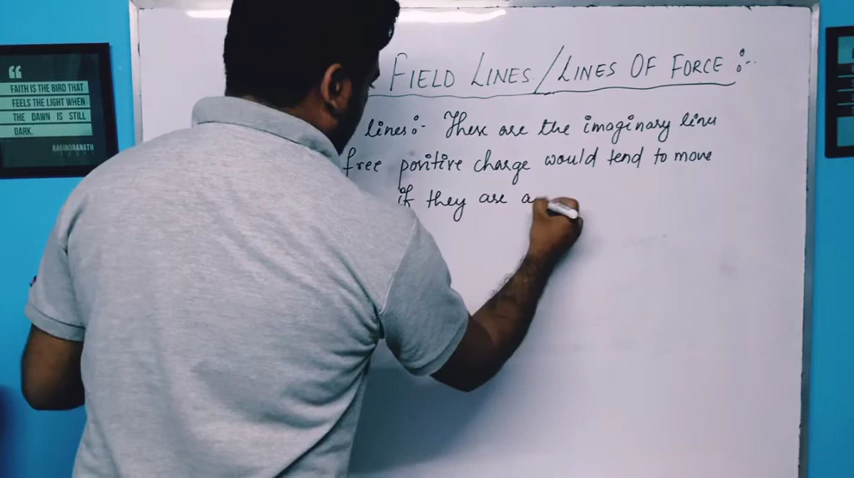 FAITH IS THE BIRD THAT
FEELS THE LIGHT WHEN
THE DAWN IS STILL
DARK.
RABINDRANATH
FIELD LINES / LINES OF FORCE :-
lines :- These are the imaginary lines
free positive charge would tend to move
if they are a